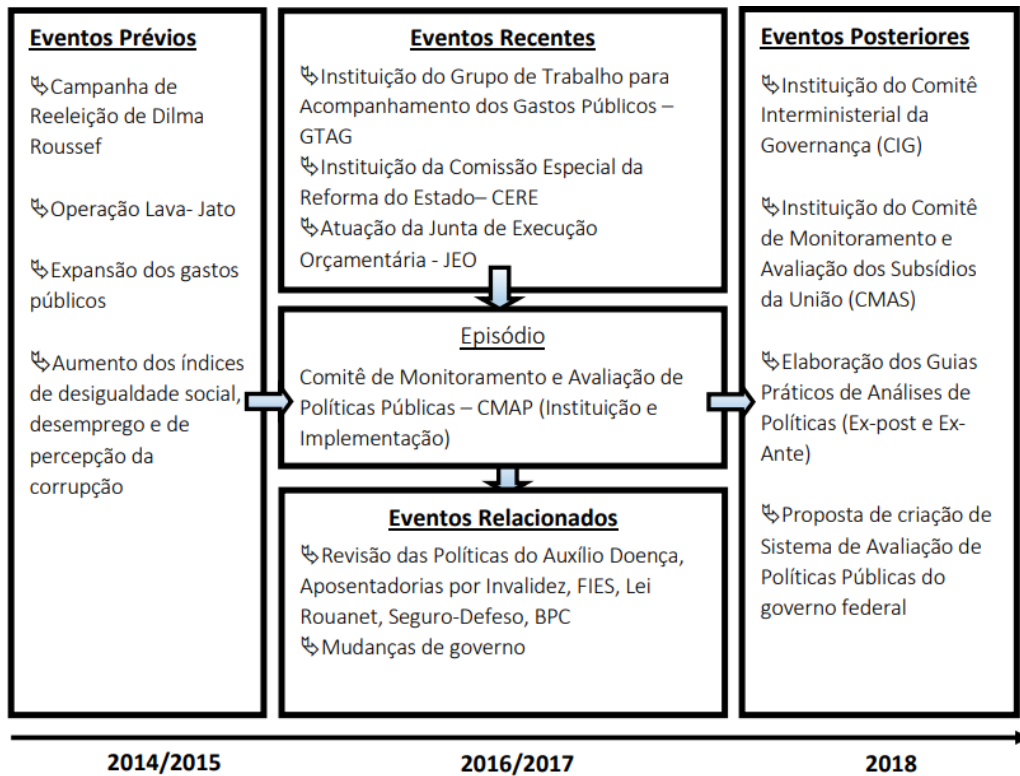 Eventos Prévios
Campanha de
Reeleição de Dilma
Roussef
Operação Lava- Jato
Expansão dos gastos
públicos
Aumento dos índices
de desigualdade social,
desemprego e de
percepção da
corrupção
Eventos Recentes
Instituição do Grupo de Trabalho para
Acompanhamento dos Gastos Públicos –
GTAG
Instituição da Comissão Especial da
Reforma do Estado– CERE
Atuação da Junta de Execução
Orçamentária - JEO
Episódio
Comitê de Monitoramento e Avaliação de
Políticas Públicas – CMAP (Instituição e
Implementação)
Eventos Relacionados
Revisão das Políticas do Auxílio Doença,
Aposentadorias por Invalidez, FIES, Lei
Rouanet, Seguro-Defeso, BPC
Mudanças de governo
Eventos Posteriores
Instituição do Comitê
Interministerial da
Governança (CIG)
Instituição do Comitê
de Monitoramento e
Avaliação dos Subsídios
da União (CMAS)
Elaboração dos Guias
Práticos de Análises de
Políticas (Ex-post e Ex-
Ante)
Proposta de criação de
Sistema de Avaliação de
Políticas Públicas do
governo federal
2014/2015
2016/2017
2018